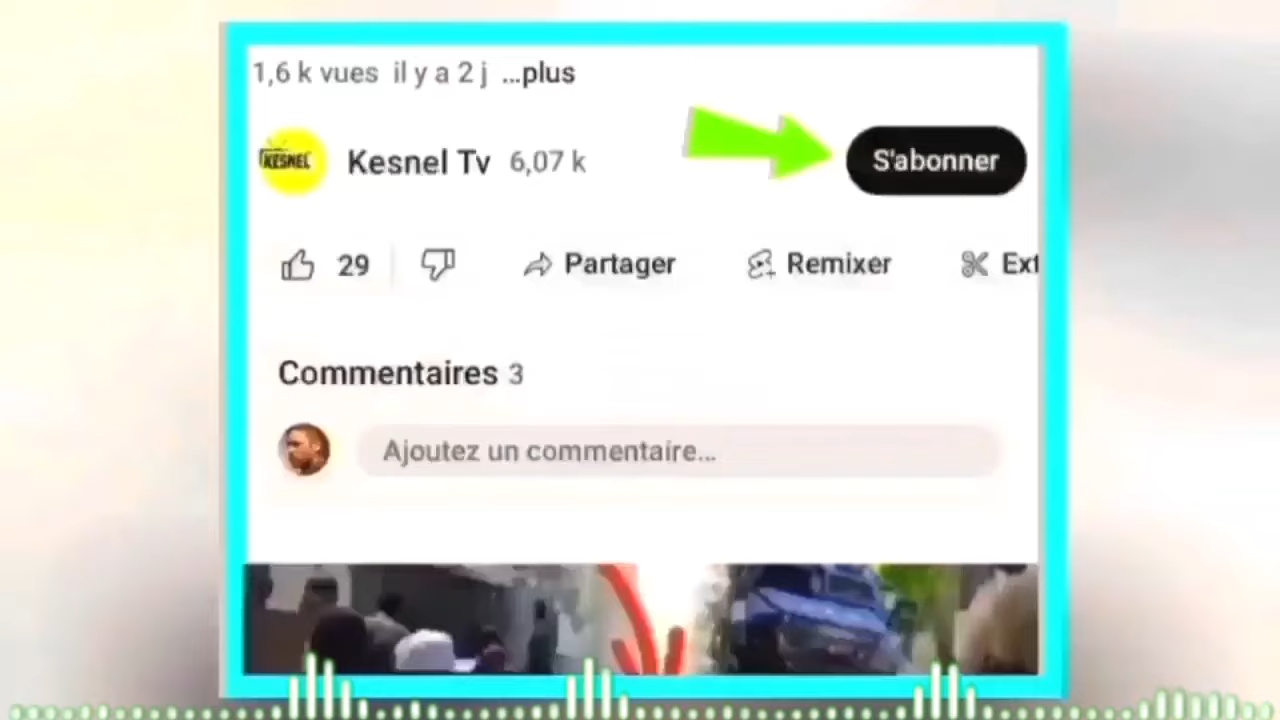 1,6 k vues il y a 2 j ...plus
KESNEL
Kesnel Tv 6,07 k
S'abonner
29
Partager
Remixer
Ext
Commentaires 3
Ajoutez un commentaire...